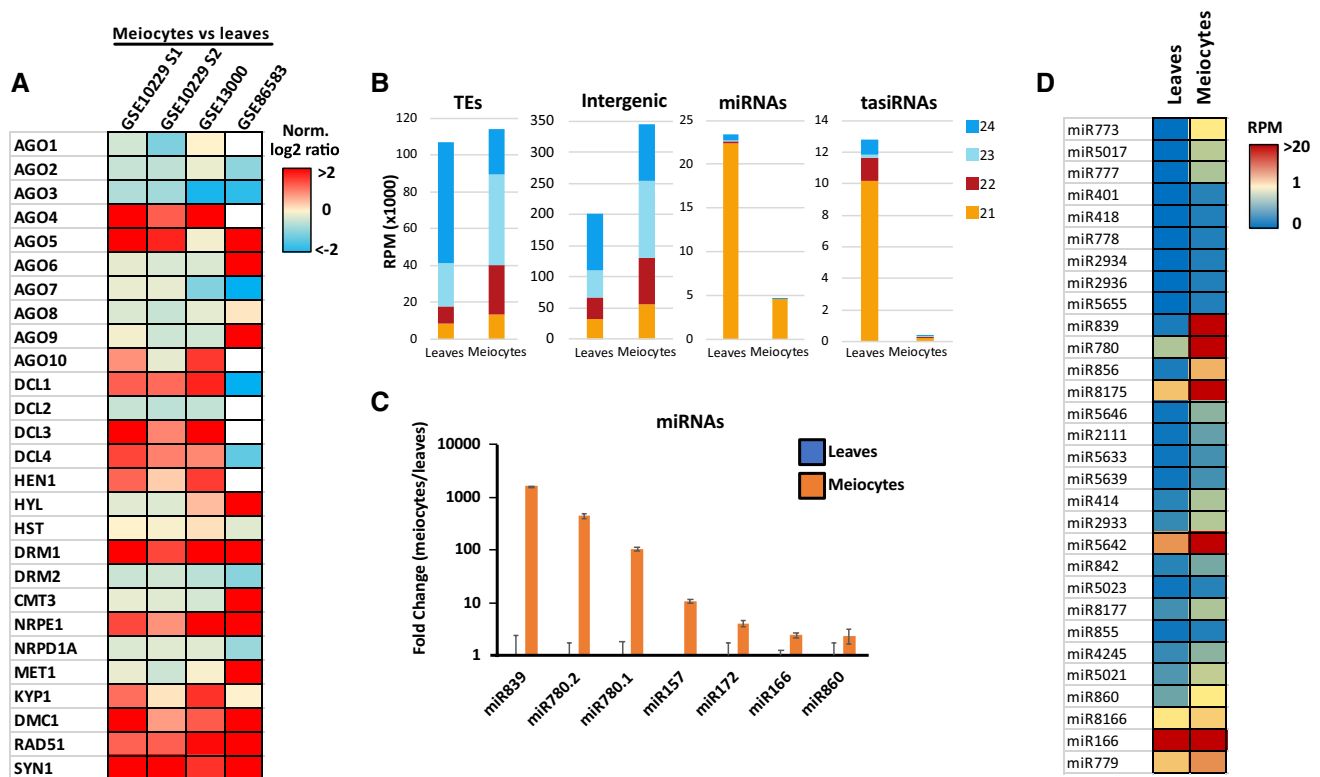 A
Meiocytes vs leaves
GSE10229 S1
GSE10229 S2
GSE13000
GSE86583
AGO1
AGO2
AGO3
AGO4
AGO5
AGO6
AGO7
AGO8
AGO9
AGO10
DCL1
DCL2
DCL3
DCL4
HEN1
HYL
HST
DRM1
DRM2
CMT3
NRPE1
NRPD1A
MET1
KYP1
DMC1
RAD51
SYN1
Norm.
log2 ratio
>2
0
<-2
B
RPM (x1000)
TEs
120
100
80
60
40
20
0
Leaves Meiocytes
Intergenic
350
300
250
200
150
100
50
0
Leaves Meiocytes
miRNAs
25
20
15
10
5
0
Leaves Meiocytes
tasiRNAs
14
12
10
8
6
4
2
0
Leaves Meiocytes
24
23
22
21
C
miRNAs
Leaves
Meiocytes
Fold Change (meiocytes/leaves)
10000
1000
100
10
1
miR839
miR780.2
miR780.1
miR157
miR172
miR166
miR860
D
Leaves
Meiocytes
miR773
miR5017
miR777
miR401
miR418
miR778
miR2934
miR2936
miR5655
miR839
miR780
miR856
miR8175
miR5646
miR2111
miR5633
miR5639
miR414
miR2933
miR5642
miR842
miR5023
miR8177
miR855
miR4245
miR5021
miR860
miR8166
miR166
miR779
RPM
>20
1
0